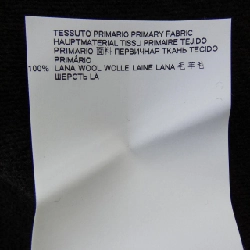 TESSUTO PRIMARIO PRIMARY FABRIC
HAUPTMATERIAL TISSU PRIMAIRE TEJIDO
PRIMARIO 面料 ПЕРВИЧНАЯ ТКАНЬ TECIDO
PRIMÁRIO
100% LANA WOOL WOLLE LAINE LANA 毛 羊毛
ШЕРСТЬ LÃ